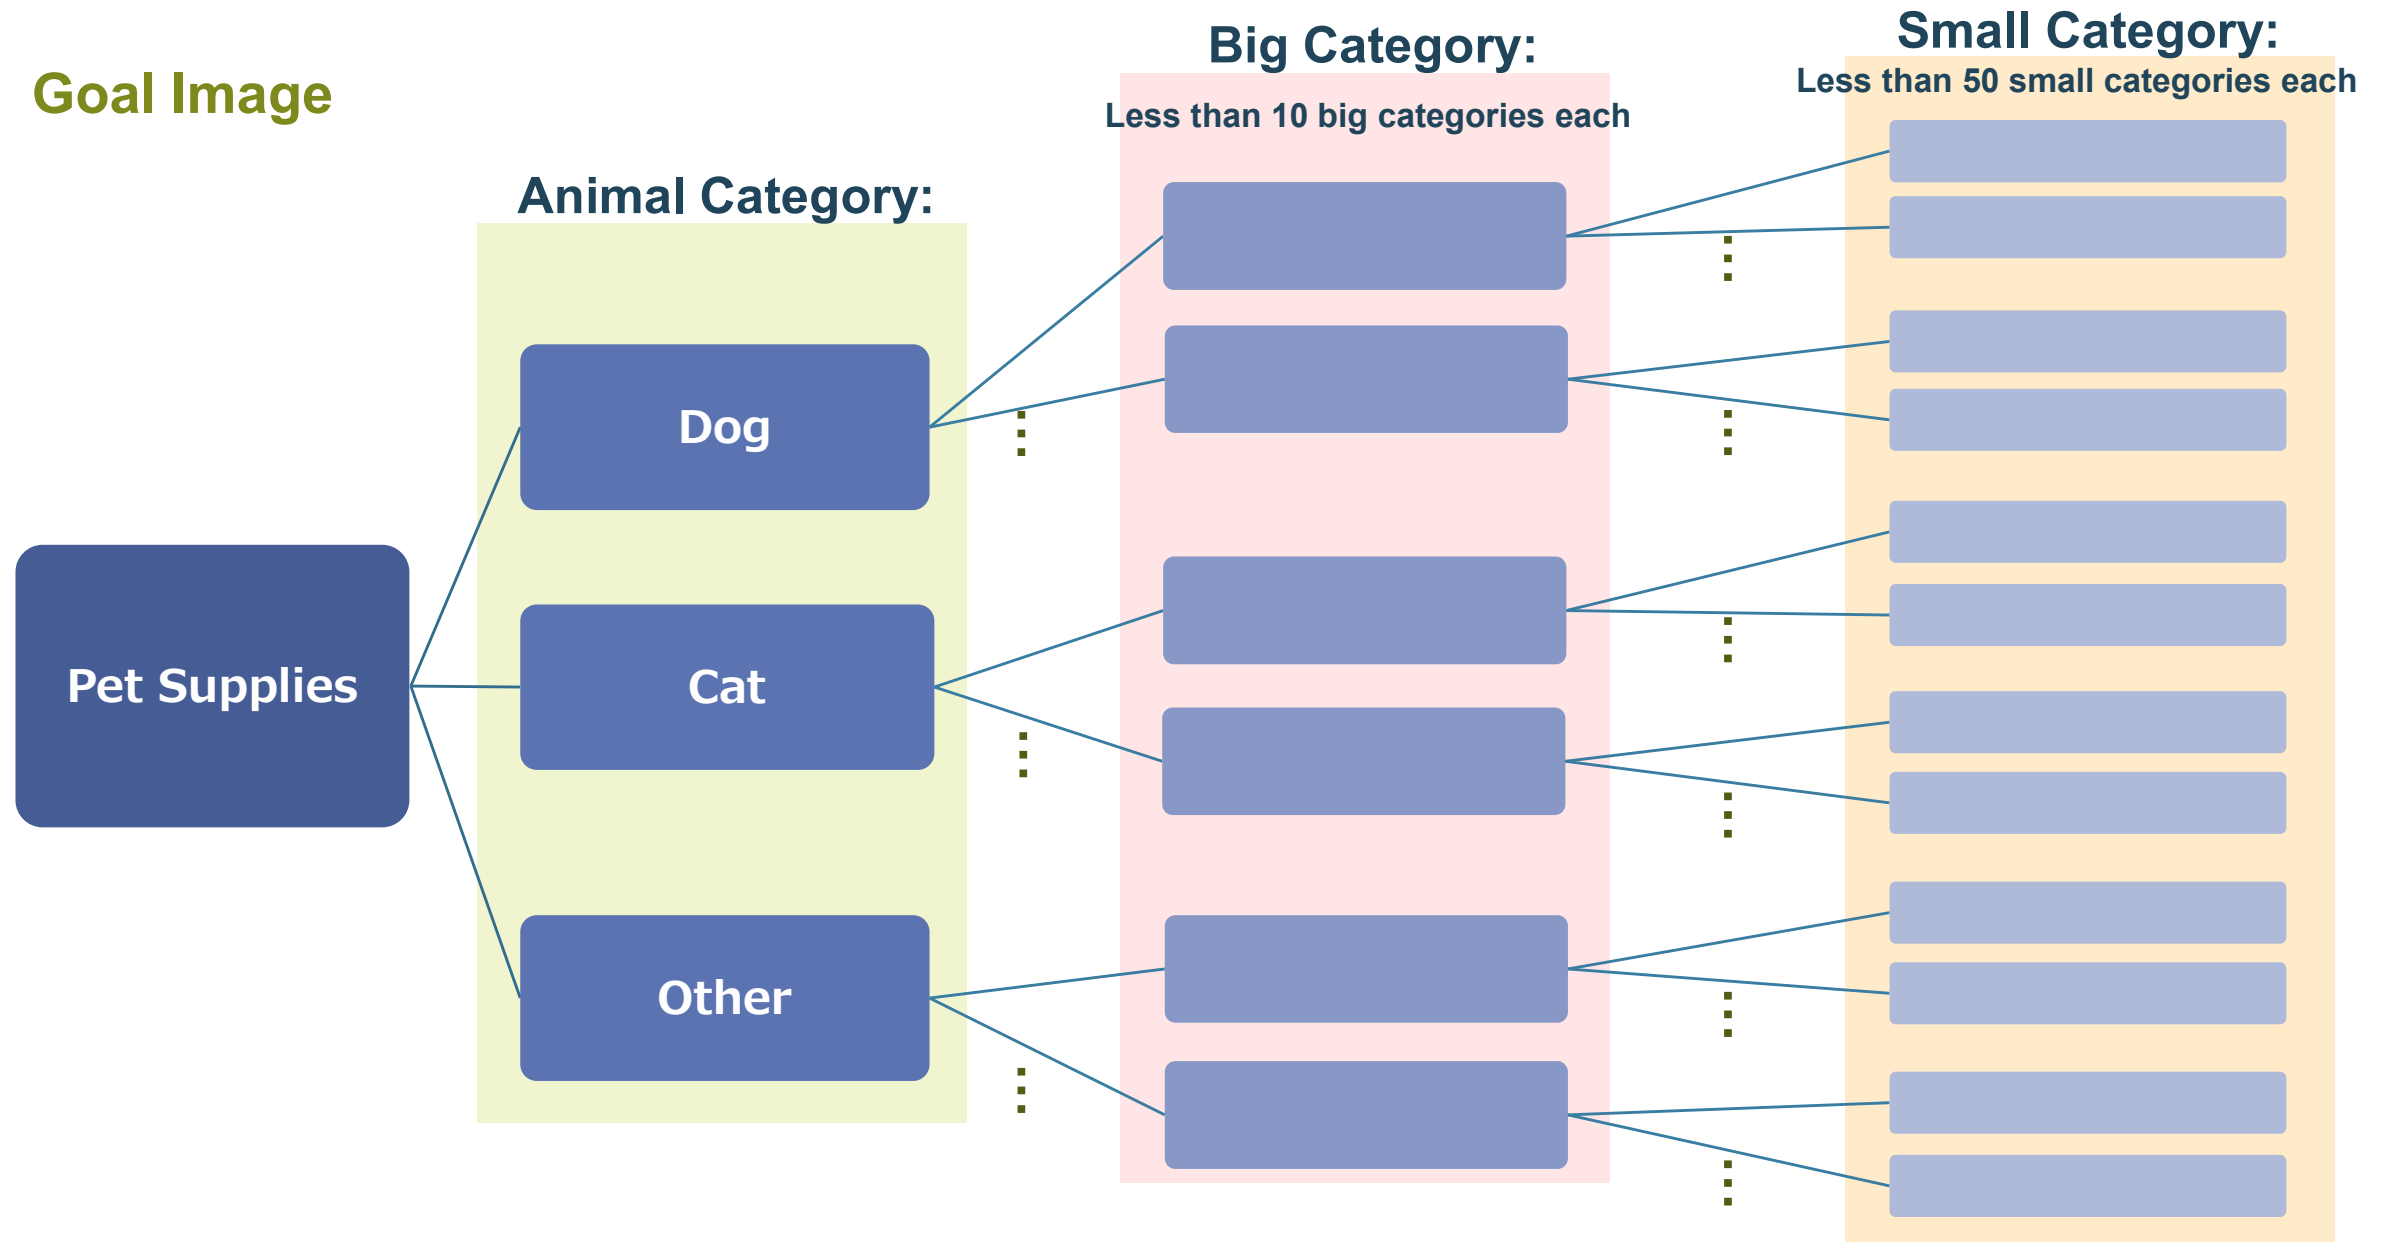 Goal Image
Animal Category:
Big Category:
Less than 10 big categories each
Small Category:
Less than 50 small categories each
Pet Supplies
Dog
Cat
Other